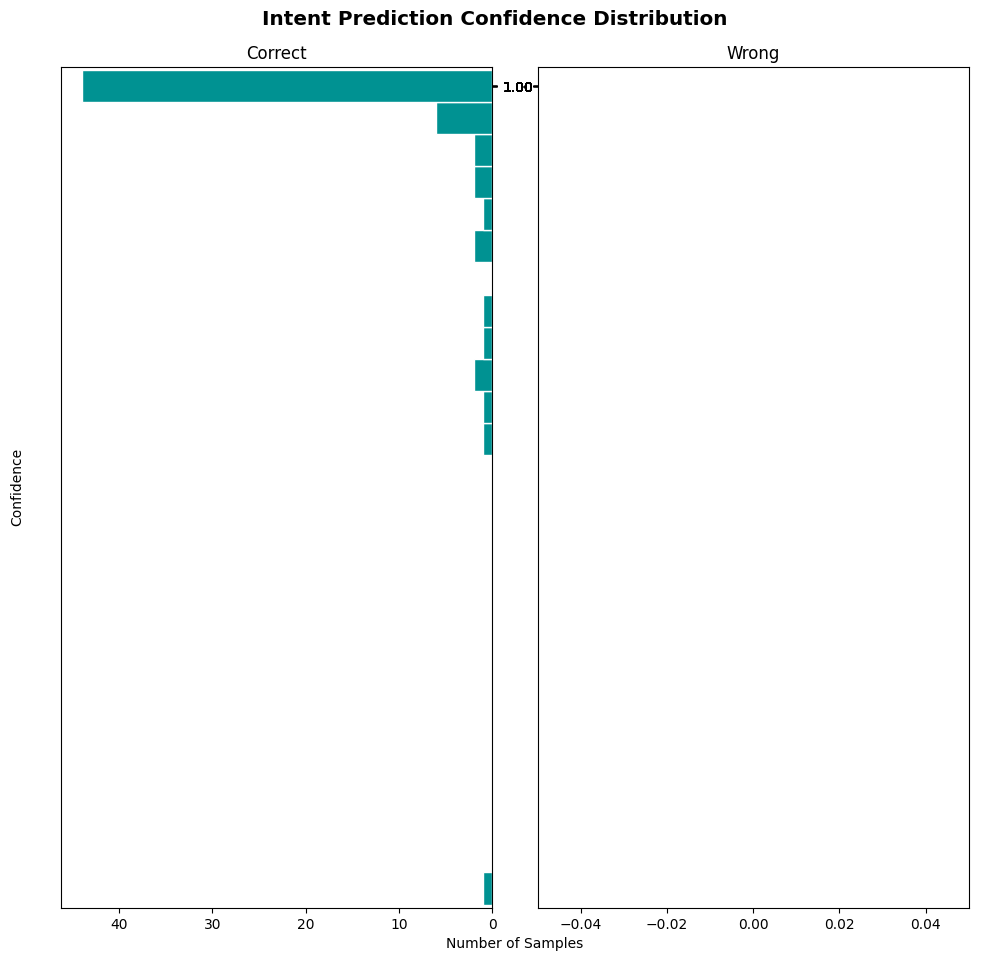 Intent Prediction Confidence Distribution
Correct
Wrong
1.00
Confidence
40 30 20 10 0
−0.04 −0.02 0.00 0.02 0.04
Number of Samples